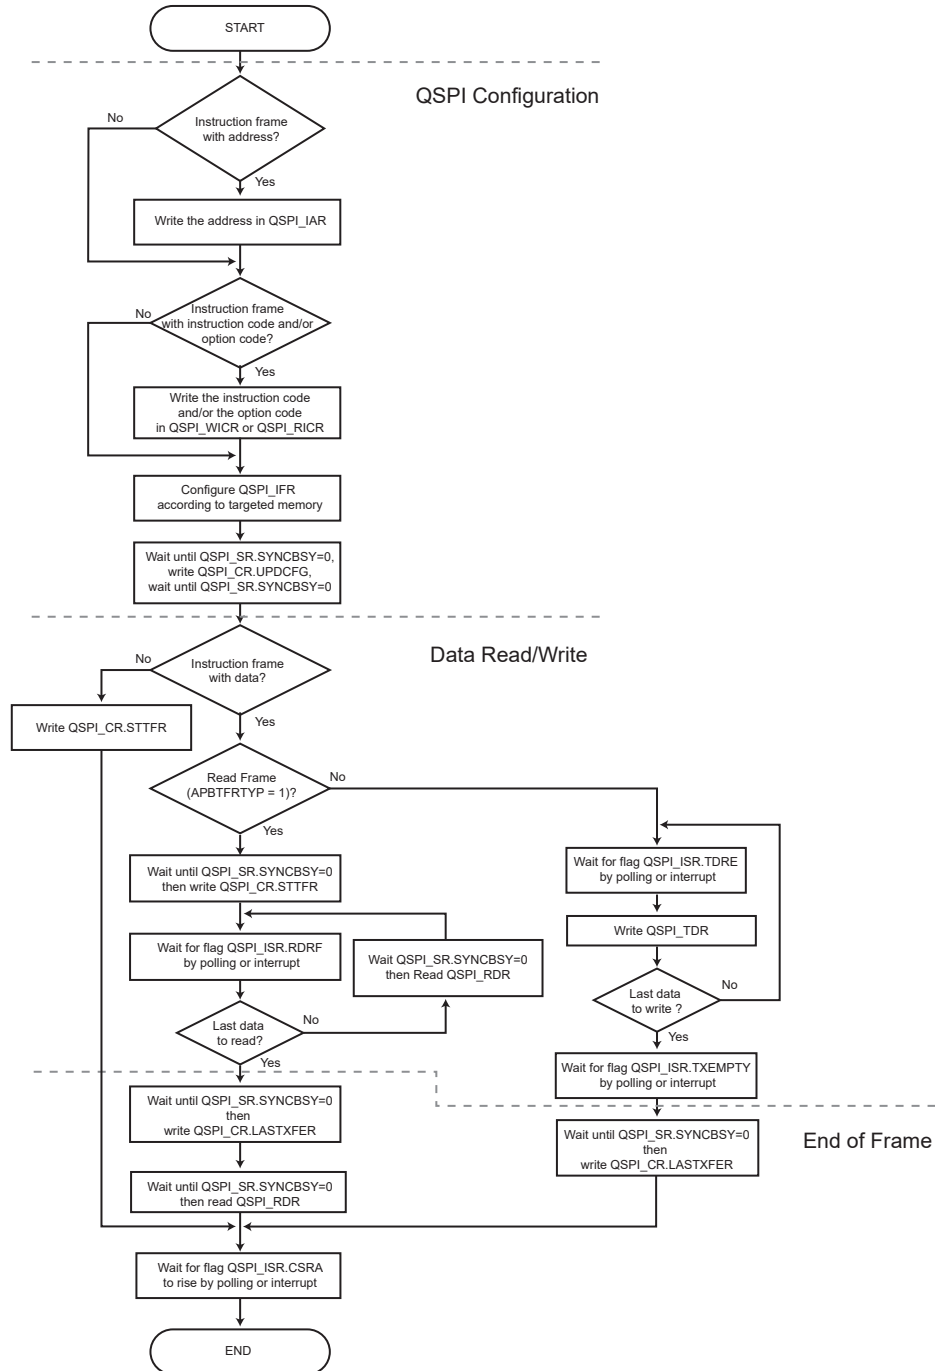 START
QSPI Configuration
No
Instruction frame
with address?
Yes
Write the address in QSPI_IAR
No
Instruction frame
with instruction code and/or
option code?
Yes
Write the instruction code
and/or the option code
in QSPI_WICR or QSPI_RICR
Configure QSPI_IFR
according to targeted memory
Wait until QSPI_SR.SYNCBSY=0,
write QSPI_CR.UPDCFG,
wait until QSPI_SR.SYNCBSY=0
Data Read/Write
No
Instruction frame
with data?
Yes
Write QSPI_CR.STTFR
Read Frame
(APBTFRTYP = 1)?
No
Yes
Wait until QSPI_SR.SYNCBSY=0
then write QSPI_CR.STTFR
Wait for flag QSPI_ISR.RDRF
by polling or interrupt
Wait QSPI_SR.SYNCBSY=0
then Read QSPI_RDR
Last data
to read?
No
Yes
Wait for flag QSPI_ISR.TDRE
by polling or interrupt
Write QSPI_TDR
Last data
to write ?
No
Yes
Wait for flag QSPI_ISR.TXEMPTY
by polling or interrupt
End of Frame
Wait until QSPI_SR.SYNCBSY=0
then
write QSPI_CR.LASTXFER
Wait until QSPI_SR.SYNCBSY=0
then read QSPI_RDR
Wait until QSPI_SR.SYNCBSY=0
then
write QSPI_CR.LASTXFER
Wait for flag QSPI_ISR.CSRA
to rise by polling or interrupt
END